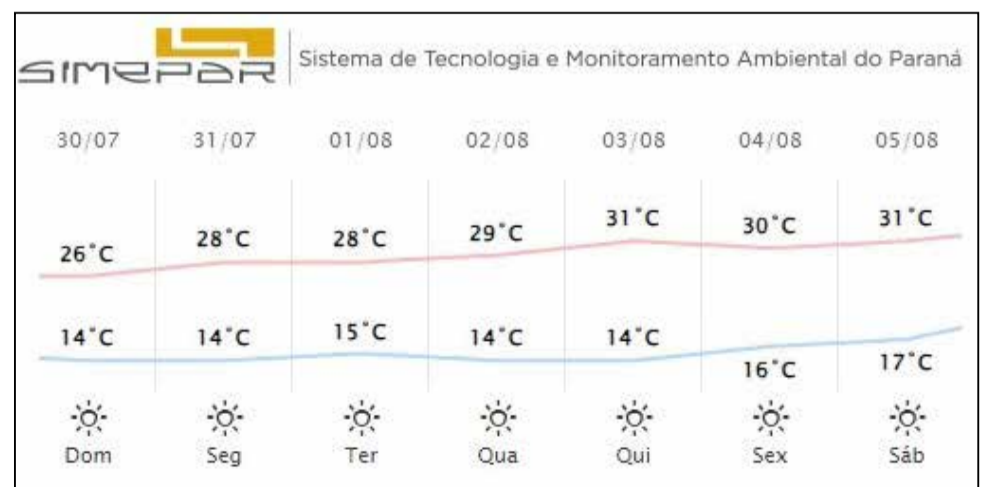 SIMEPAR
Sistema de Tecnologia e Monitoramento Ambiental do Paraná
30/07 31/07 01/08 02/08 03/08 04/08 05/08
26°C 28°C 28°C 29°C 31°C 30°C 31°C
14°C 14°C 15°C 14°C 14°C 16°C 17°C
Dom Seg Ter Qua Qui Sex Sáb